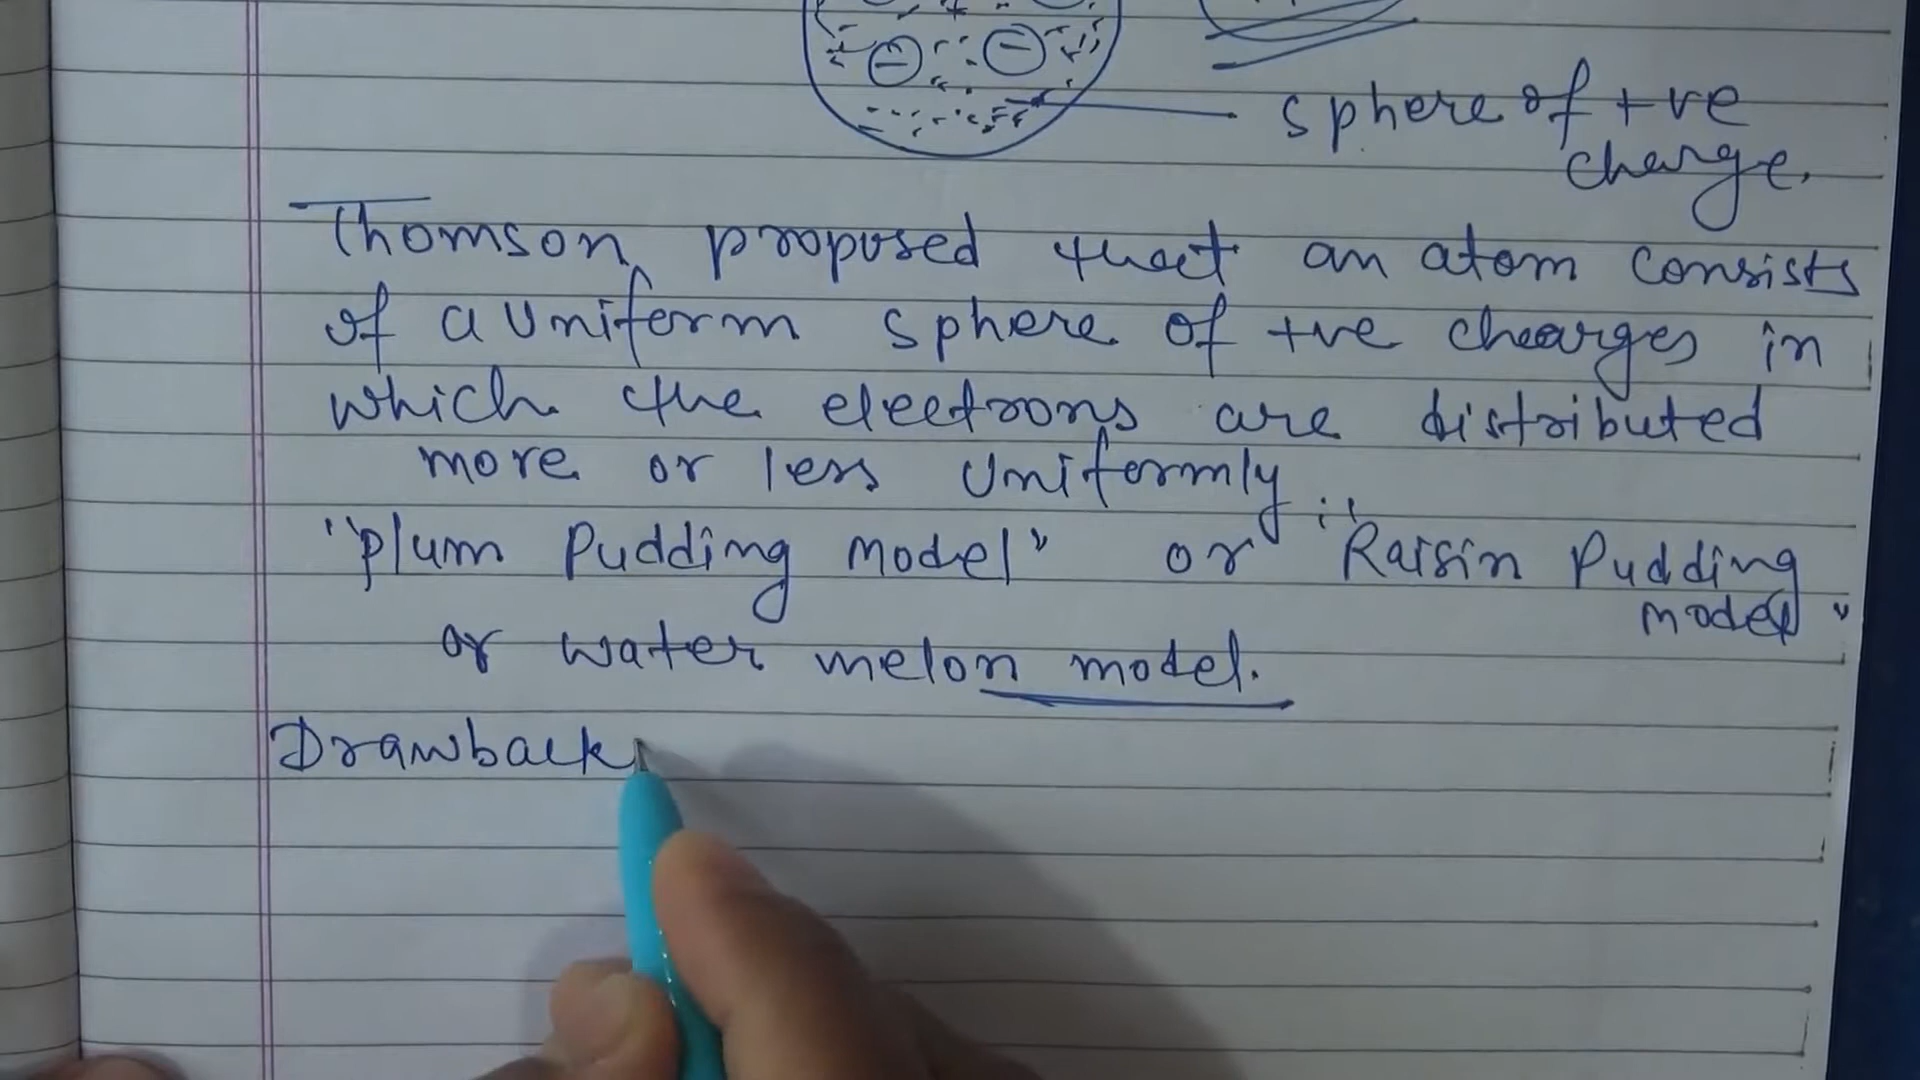 sphere of +ve
charge.
Thomson proposed that an atom consists
of a uniform sphere of +ve charges in
which the electrons are distributed
more or less uniformly.
"Plum Pudding Model" or "Raisin Pudding
model"
or water melon model.
Drawback